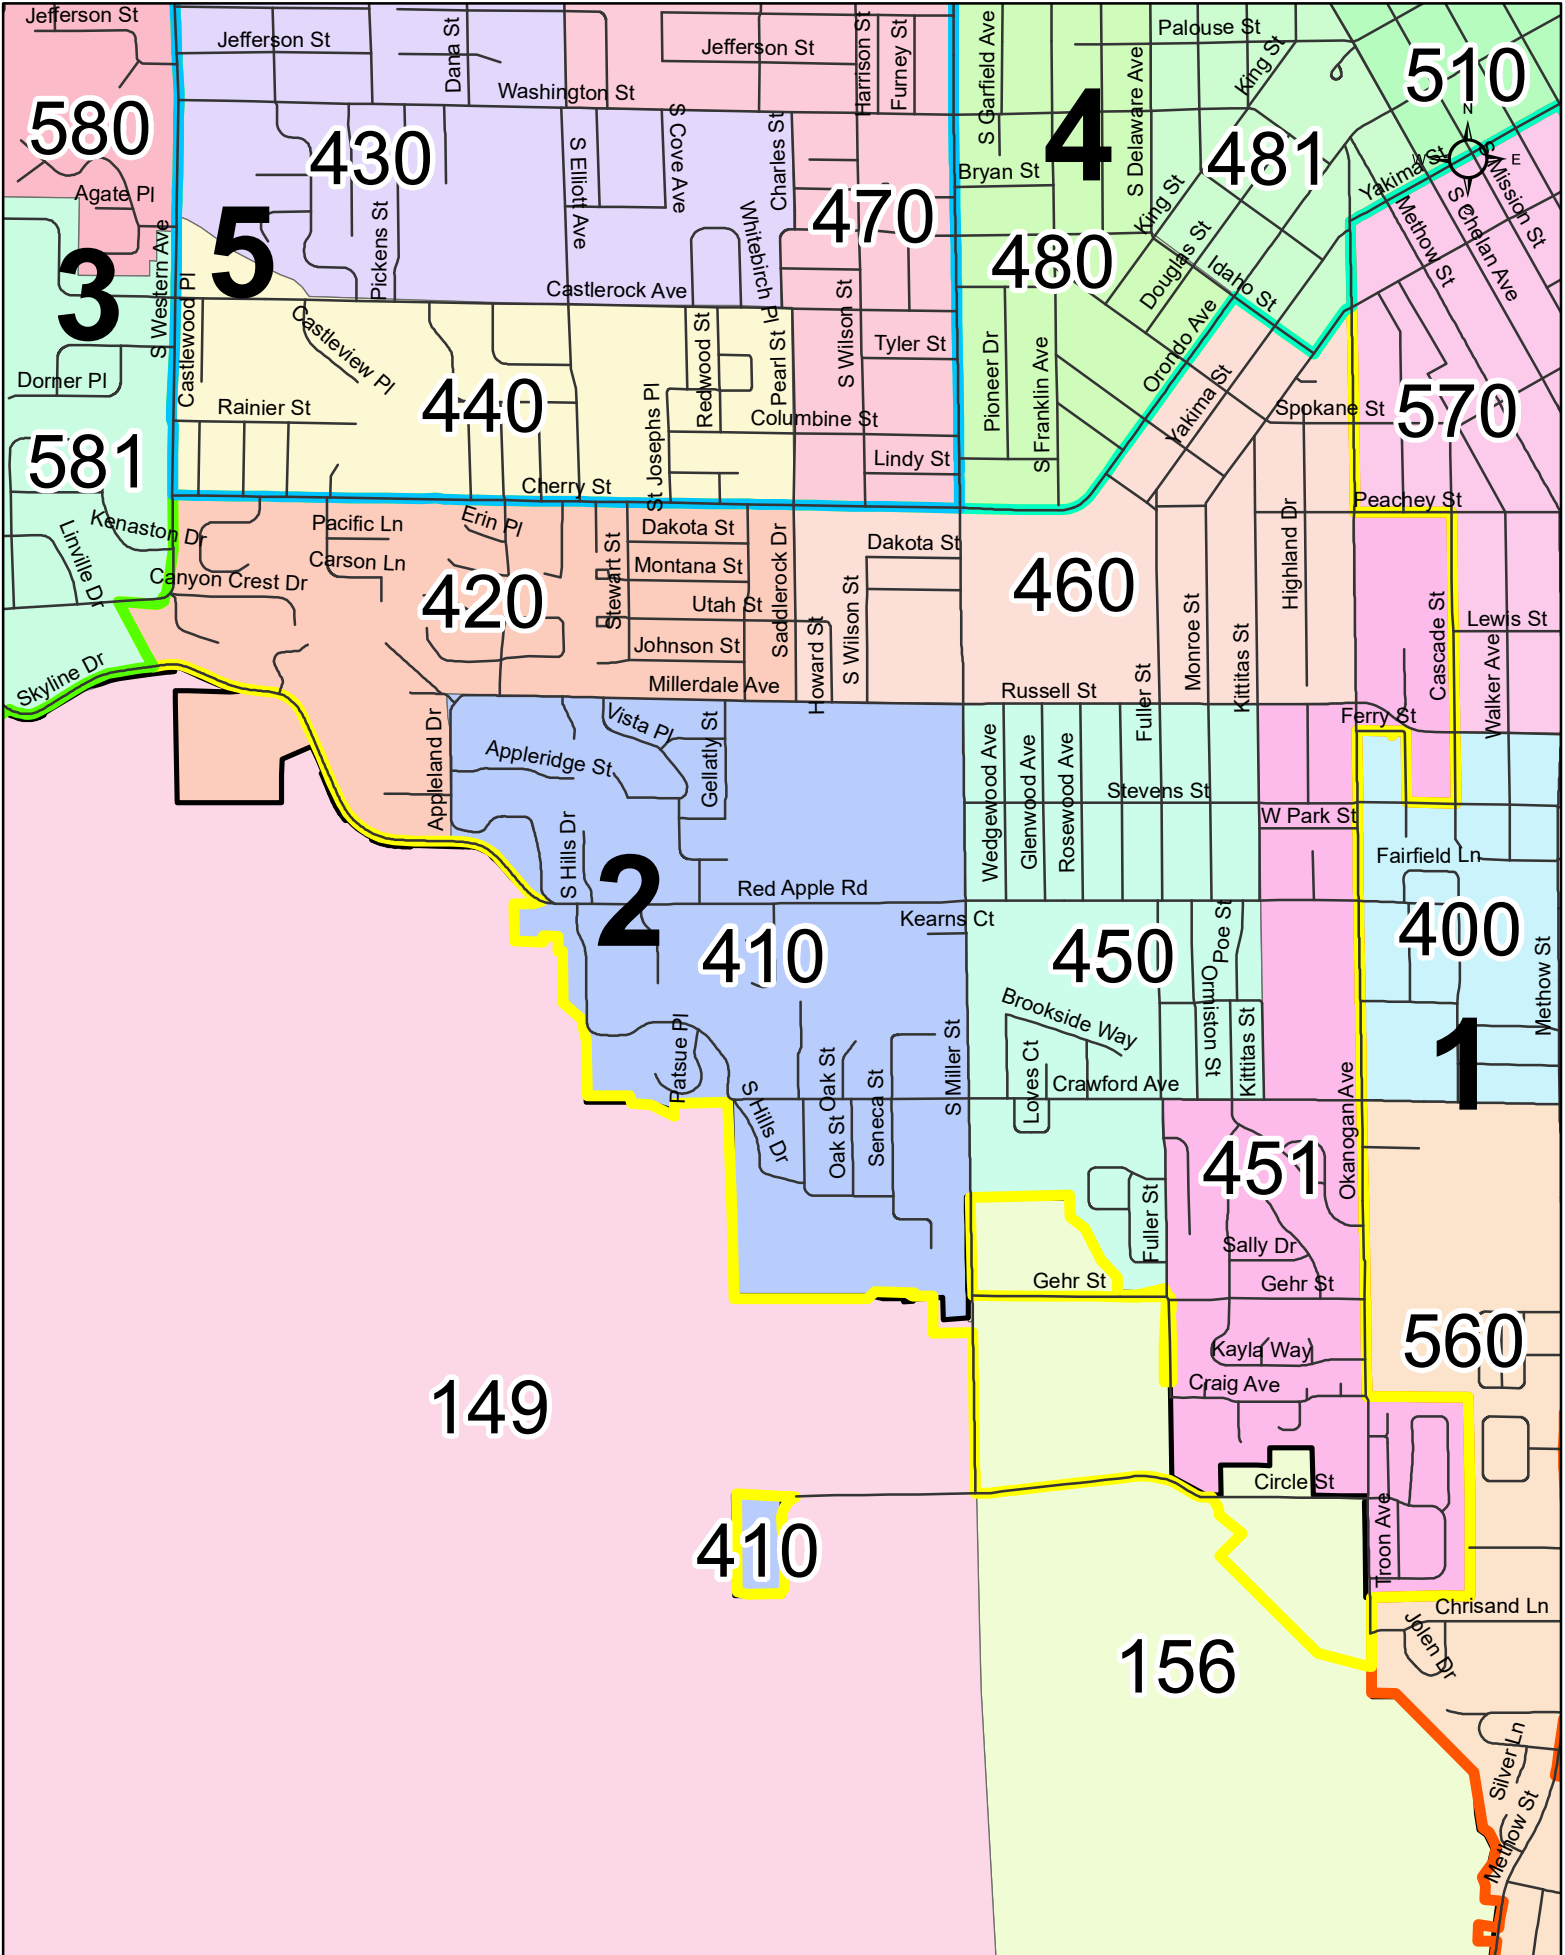 Jefferson St
Jefferson St
Dana St
Jefferson St
Harrison St
Furney St
S Garfield Ave
Palouse St
King St
510
Washington St
S Delaware Ave
N
W
E
S
580
430
S Elliott Ave
S Cove Ave
Charles St
4
481
Yakima St
S Mission St
Bryan St
Agate Pl
5
Pickens St
Whitebirch Pl
470
480
King St
Douglas St
Idaho St
Methow St
S Chelan Ave
3
S Western Ave
Castlewood Pl
Castlerock Ave
Castleview Pl
Redwood St
Pearl St
S Wilson St
Tyler St
Pioneer Dr
S Franklin Ave
Orondo Ave
Yakima St
Dorner Pl
Rainier St
440
St Josephs Pl
Columbine St
Spokane St
570
581
Lindy St
Cherry St
Peachey St
Kenaston Dr
Linville Dr
Pacific Ln
Erin Pl
Dakota St
Dakota St
Carson Ln
Stewart St
Montana St
Saddlerock Dr
Highland Dr
Canyon Crest Dr
420
Utah St
460
Cascade St
Lewis St
Johnson St
Howard St
S Wilson St
Monroe St
Kittitas St
Walker Ave
Skyline Dr
Millerdale Ave
Russell St
Fuller St
Ferry St
Appleland Dr
Vista Pl
Gellatly St
Appleridge St
Wedgewood Ave
Glenwood Ave
Rosewood Ave
Stevens St
W Park St
S Hills Dr
Fairfield Ln
2
Red Apple Rd
Kearns Ct
Poe St
400
410
450
Methow St
Brookside Way
Ormiston St
Kittitas St
1
Patsue Pl
S Hills Dr
Oak St
Oak St
Seneca St
S Miller St
Loves Ct
Crawford Ave
Okanogan Ave
451
Fuller St
Sally Dr
Gehr St
Gehr St
Kayla Way
560
149
Craig Ave
Circle St
410
Troon Ave
Chrisand Ln
Jolen Dr
156
Silver Ln
Methow St